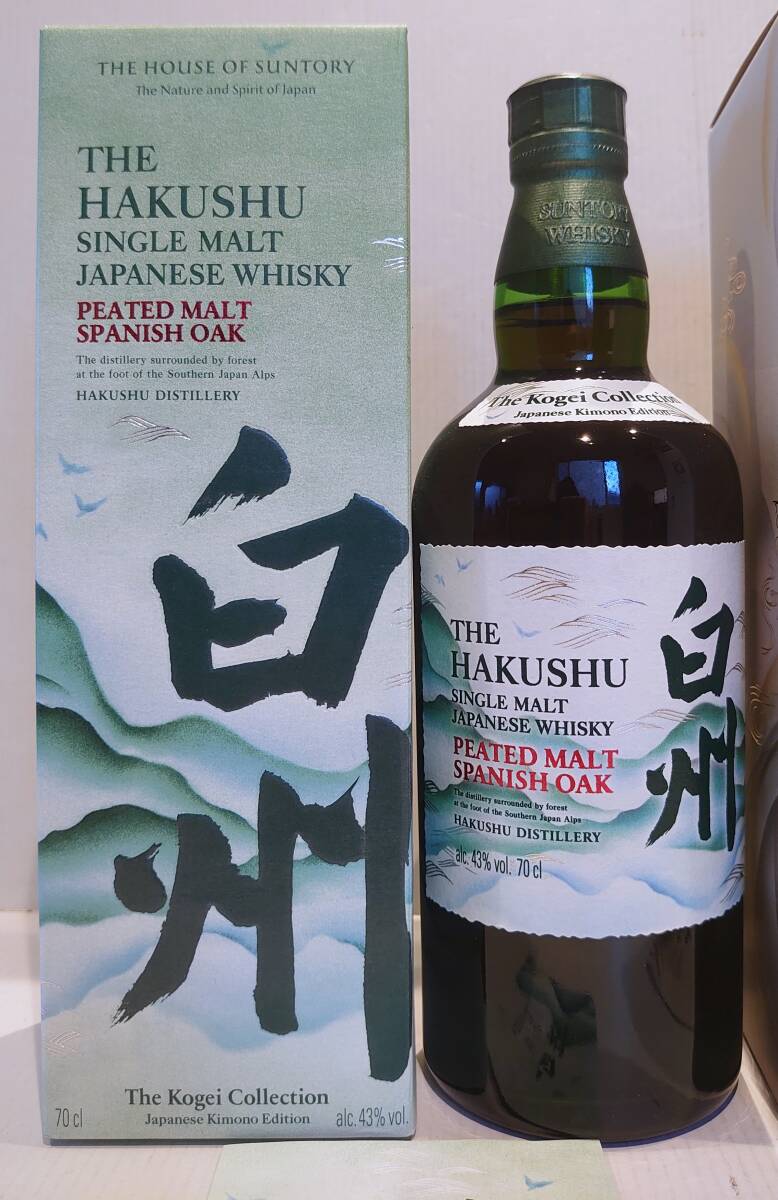 THE HOUSE OF SUNTORY
The Nature and Spirit of Japan
THE
HAKUSHU
SINGLE MALT
JAPANESE WHISKY
PEATED MALT
SPANISH OAK
The distillery surrounded by forest
at the foot of the Southern Japan Alps
HAKUSHU DISTILLERY
白州
The Kogei Collection
Japanese Kimono Edition
70 cl
alc. 43% vol.
SUNTORY
WHISKY
The Kogei Collection
Japanese Kimono Edition
THE
HAKUSHU
SINGLE MALT
JAPANESE WHISKY
PEATED MALT
SPANISH OAK
The distillery surrounded by forest
at the foot of the Southern Japan Alps
HAKUSHU DISTILLERY
alc. 43% vol. 70 cl
白州